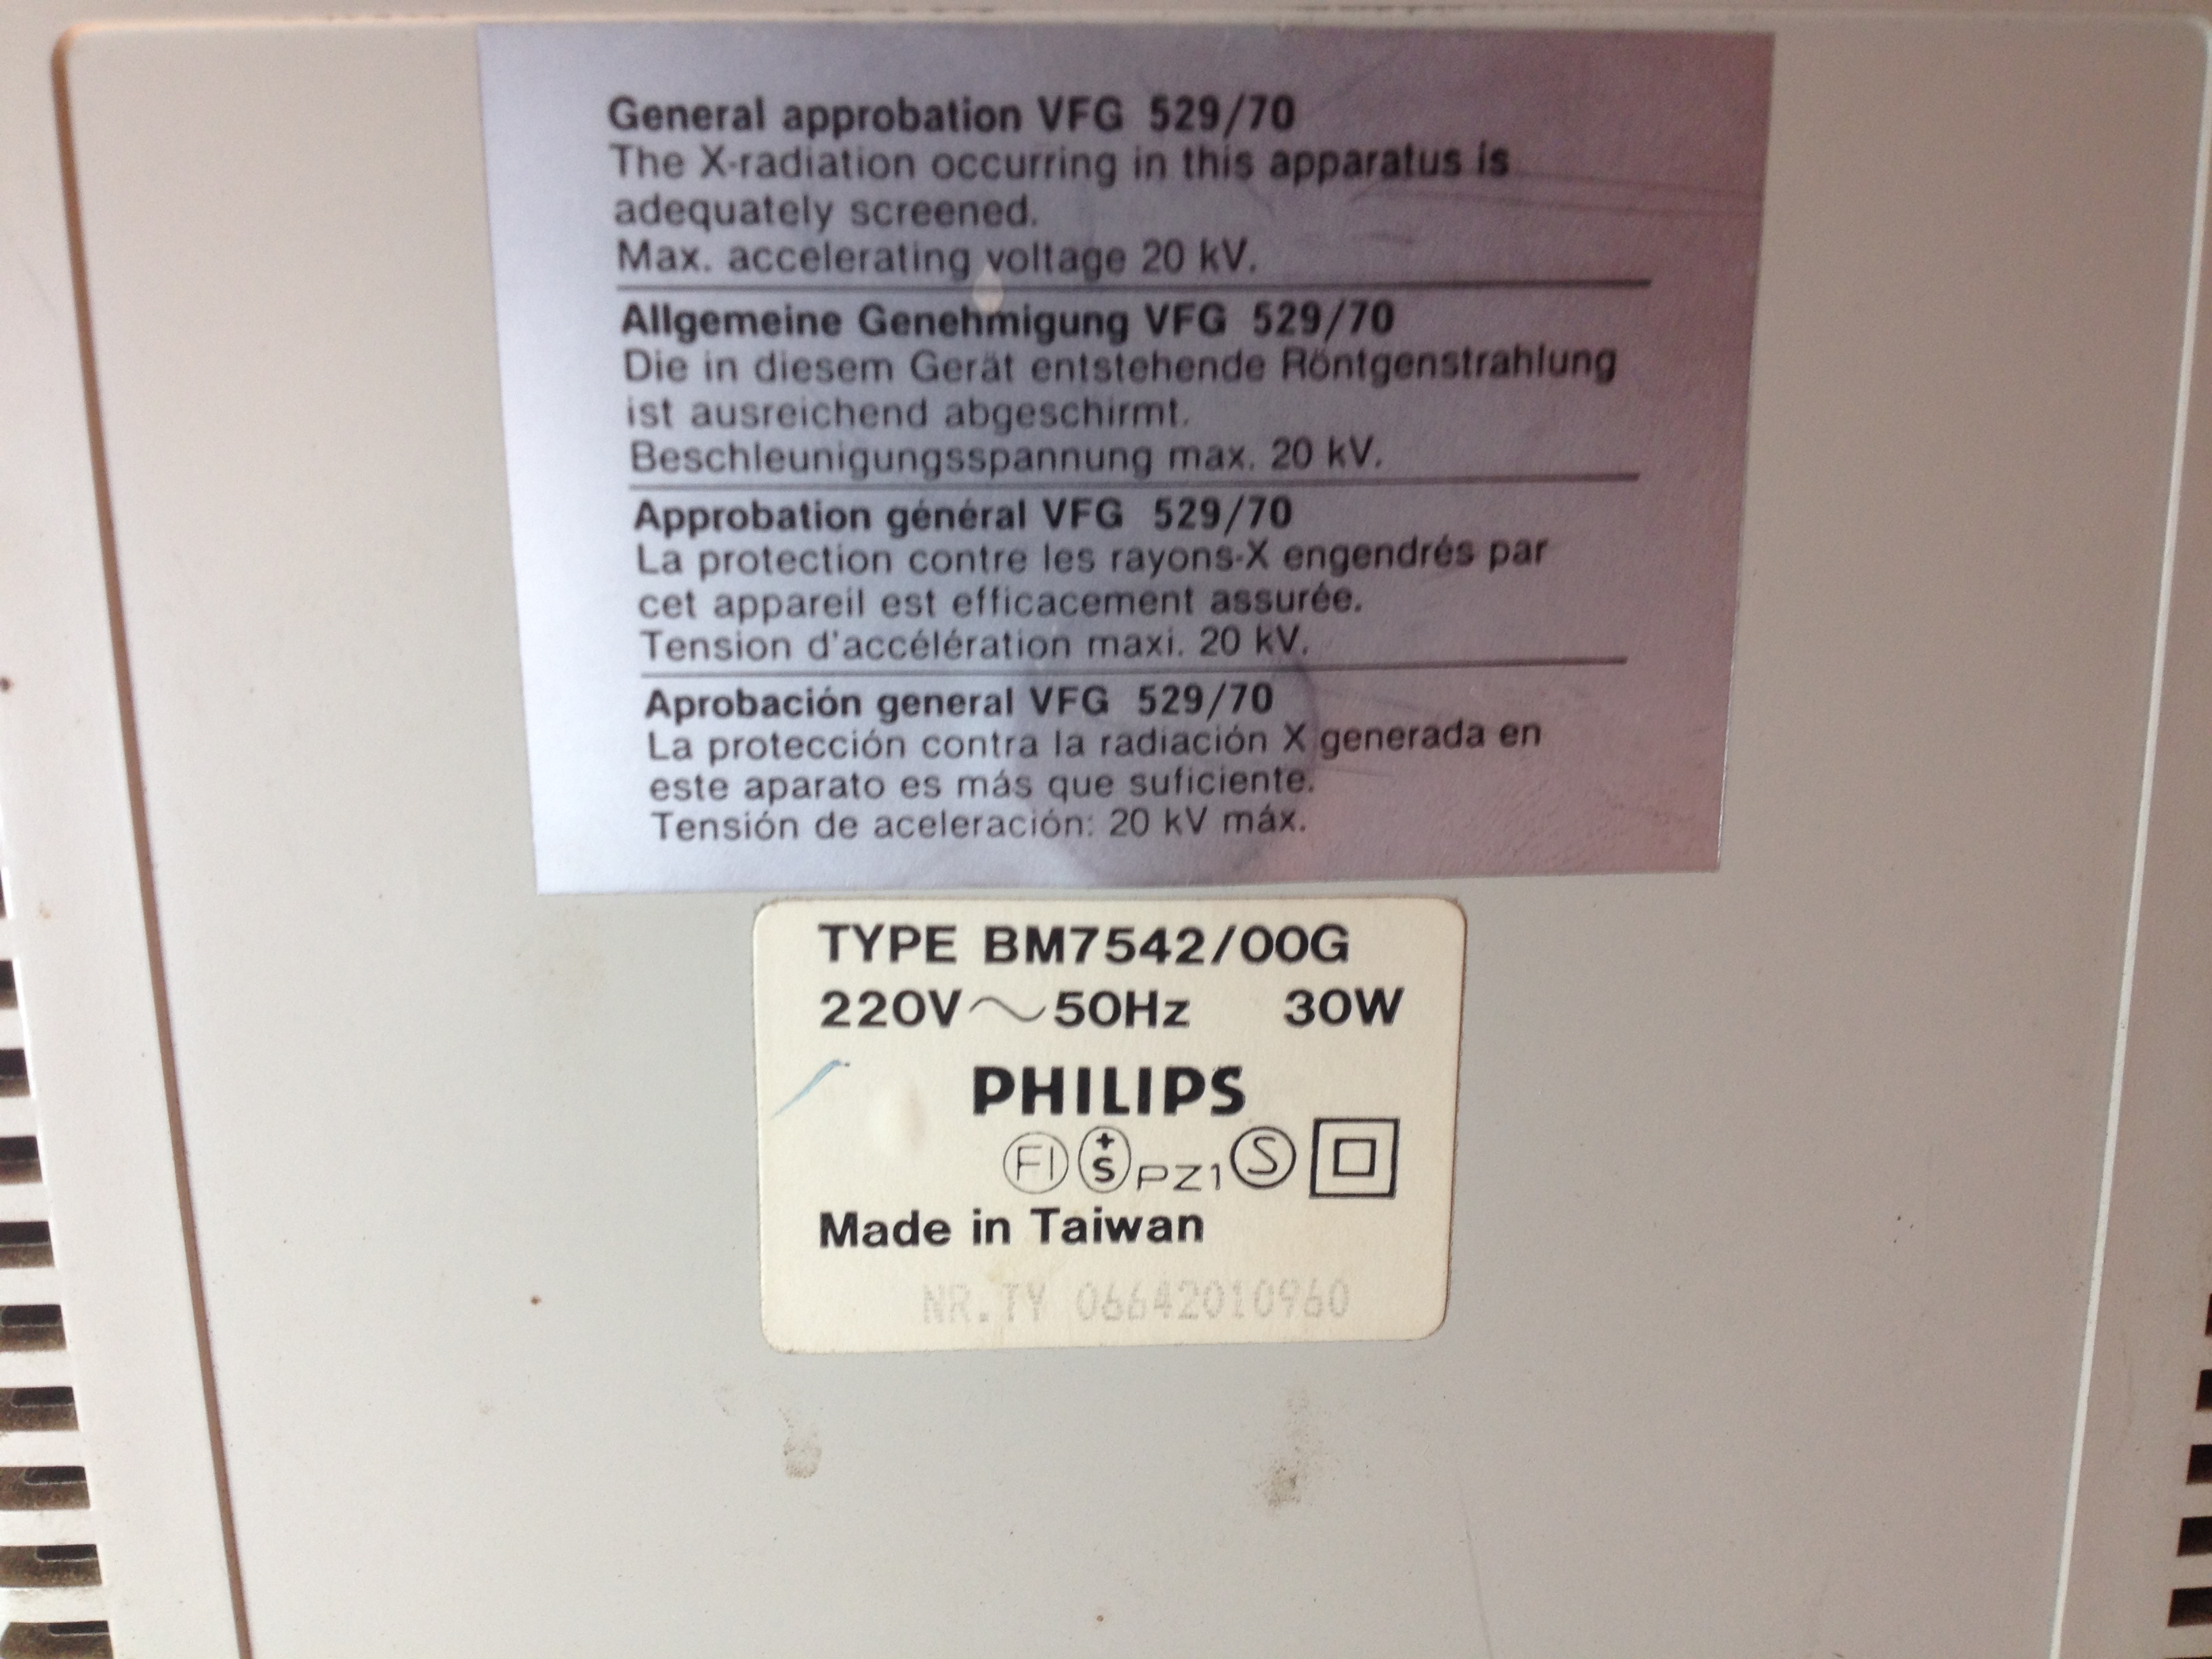 General approbation VFG 529/70
The X-radiation occurring in this apparatus is
adequately screened.
Max. accelerating voltage 20 kV.
Allgemeine Genehmigung VFG 529/70
Die in diesem Gerät entstehende Röntgenstrahlung
ist ausreichend abgeschirmt.
Beschleunigungsspannung max. 20 kV.
Approbation général VFG 529/70
La protection contre les rayons-X engendrés par
cet appareil est efficacement assurée.
Tension d'accélération maxi. 20 kV.
Aprobación general VFG 529/70
La protección contra la radiación X generada en
este aparato es más que suficiente.
Tensión de aceleración: 20 kV máx.
TYPE BM7542/00G
220V~50Hz 30W
PHILIPS
FI +S PZ1 S
Made in Taiwan
NR.TY 06642010960